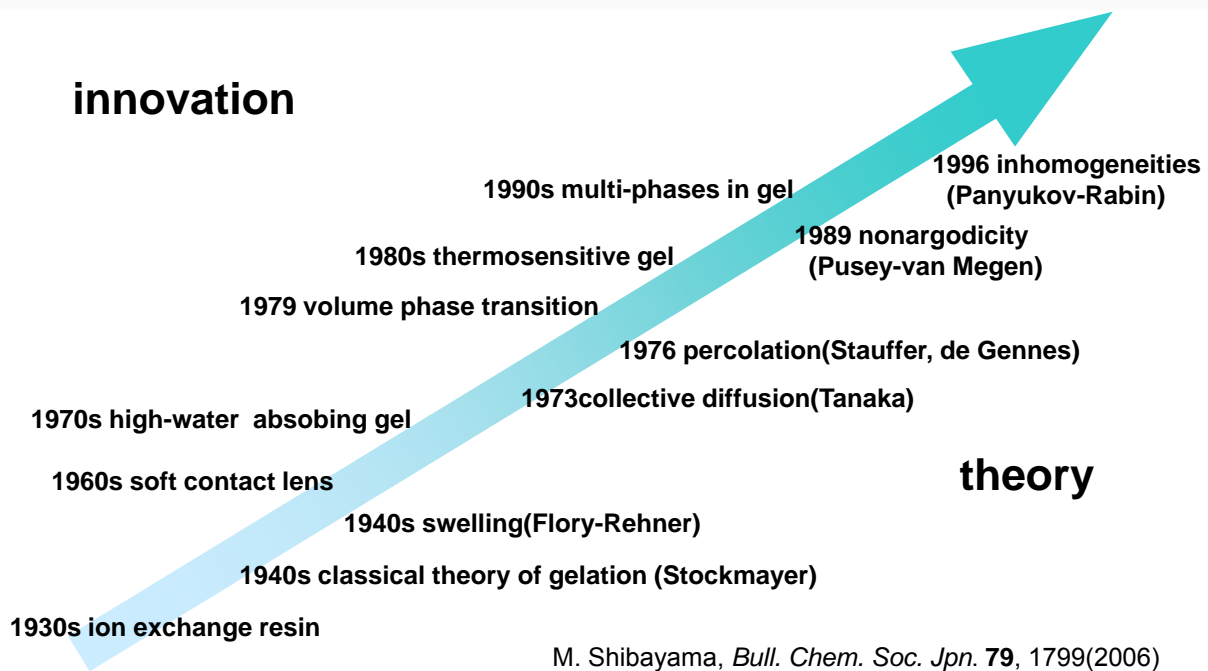 innovation
1996 inhomogeneities
(Panyukov-Rabin)
1990s multi-phases in gel
1989 nonargodicity
(Pusey-van Megen)
1980s thermosensitive gel
1979 volume phase transition
1976 percolation(Stauffer, de Gennes)
1973collective diffusion(Tanaka)
1970s high-water  absobing gel
theory
1960s soft contact lens
1940s swelling(Flory-Rehner)
1940s classical theory of gelation (Stockmayer)
1930s ion exchange resin
M. Shibayama, Bull. Chem. Soc. Jpn. 79, 1799(2006)